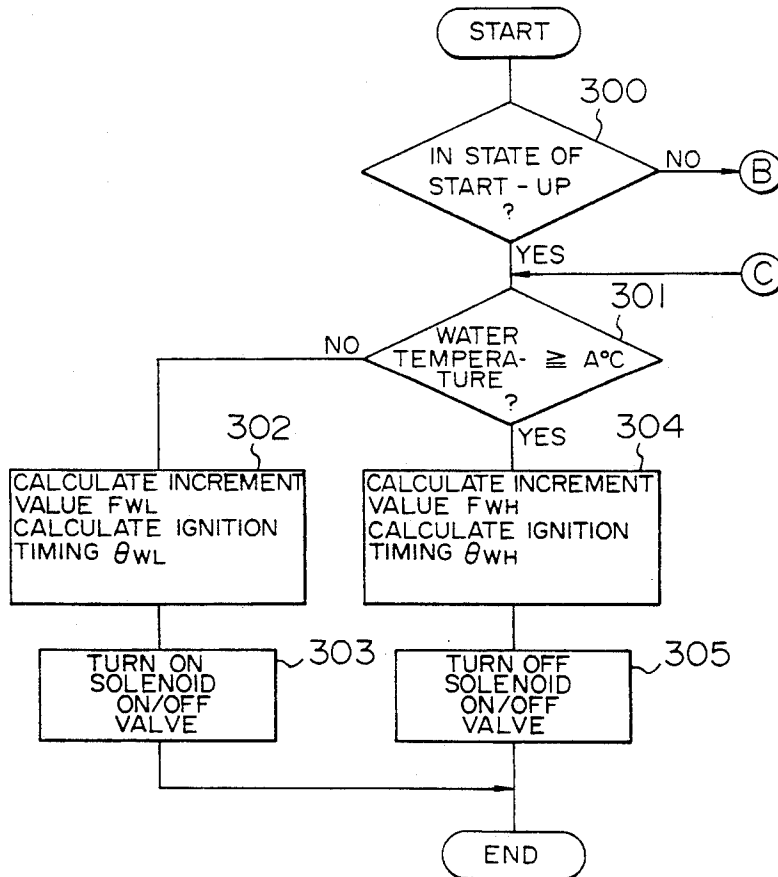 START
300
IN STATE OF
START - UP
?
NO
B
YES
C
301
WATER
TEMPERA-
TURE
≧ A°C
?
NO
YES
302
CALCULATE INCREMENT
VALUE FWL
CALCULATE IGNITION
TIMING θWL
304
CALCULATE INCREMENT
VALUE FWH
CALCULATE IGNITION
TIMING θWH
303
TURN ON
SOLENOID
ON/OFF
VALVE
305
TURN OFF
SOLENOID
ON/OFF
VALVE
END